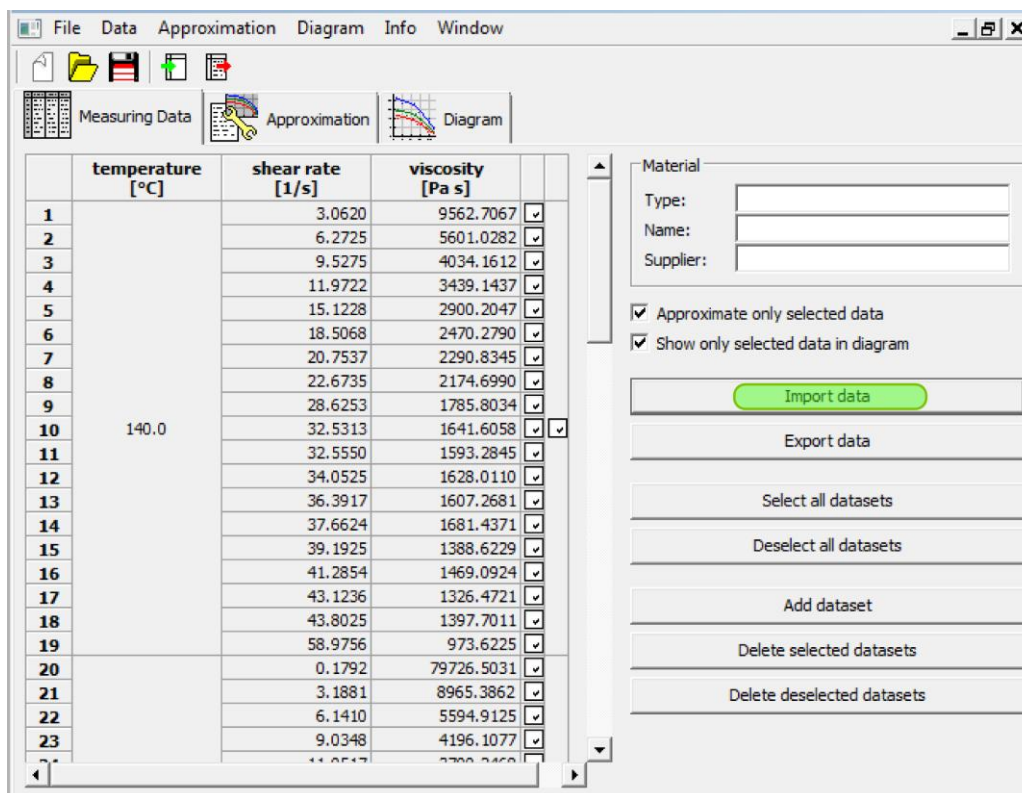 File Data Approximation Diagram Info Window
Measuring Data Approximation Diagram
temperature shear rate viscosity
[°C] [1/s] [Pa s]
1 3.0620 9562.7067
2 6.2725 5601.0282
3 9.5275 4034.1612
4 11.9722 3439.1437
5 15.1228 2900.2047
6 18.5068 2470.2790
7 20.7537 2290.8345
8 22.6735 2174.6990
9 28.6253 1785.8034
10 140.0 32.5313 1641.6058
11 32.5550 1593.2845
12 34.0525 1628.0110
13 36.3917 1607.2681
14 37.6624 1681.4371
15 39.1925 1388.6229
16 41.2854 1469.0924
17 43.1236 1326.4721
18 43.8025 1397.7011
19 58.9756 973.6225
20 0.1792 79726.5031
21 3.1881 8965.3862
22 6.1410 5594.9125
23 9.0348 4196.1077
Material
Type:
Name:
Supplier:
Approximate only selected data
Show only selected data in diagram
Import data
Export data
Select all datasets
Deselect all datasets
Add dataset
Delete selected datasets
Delete deselected datasets